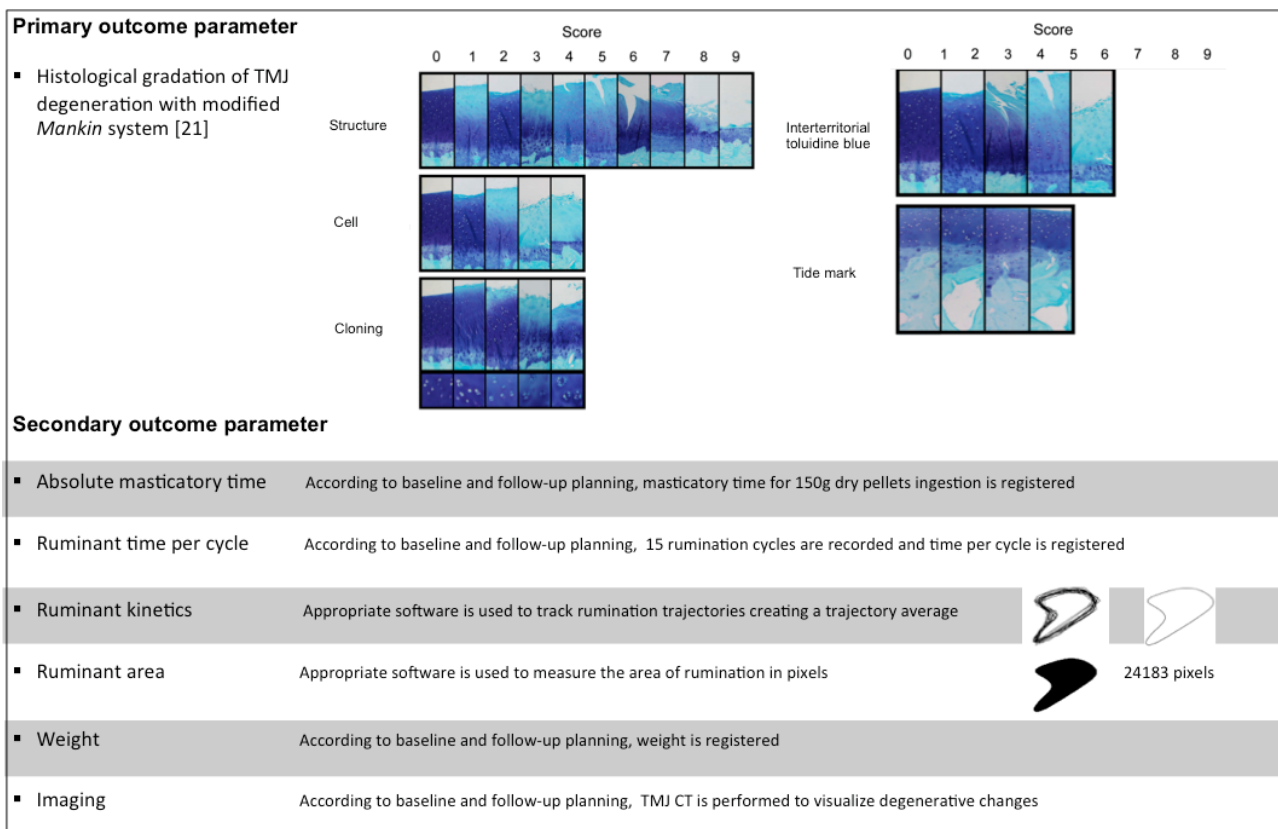 Primary outcome parameter
▪ Histological gradation of TMJ
degeneration with modified
Mankin system [21]
Score
0 1 2 3 4 5 6 7 8 9
Structure
Cell
Cloning
Score
0 1 2 3 4 5 6 7 8 9
Interterritorial
toluidine blue
Tide mark
Secondary outcome parameter
▪ Absolute masticatory time According to baseline and follow-up planning, masticatory time for 150g dry pellets ingestion is registered
▪ Ruminant time per cycle According to baseline and follow-up planning, 15 rumination cycles are recorded and time per cycle is registered
▪ Ruminant kinetics Appropriate software is used to track rumination trajectories creating a trajectory average
▪ Ruminant area Appropriate software is used to measure the area of rumination in pixels 24183 pixels
▪ Weight According to baseline and follow-up planning, weight is registered
▪ Imaging According to baseline and follow-up planning, TMJ CT is performed to visualize degenerative changes